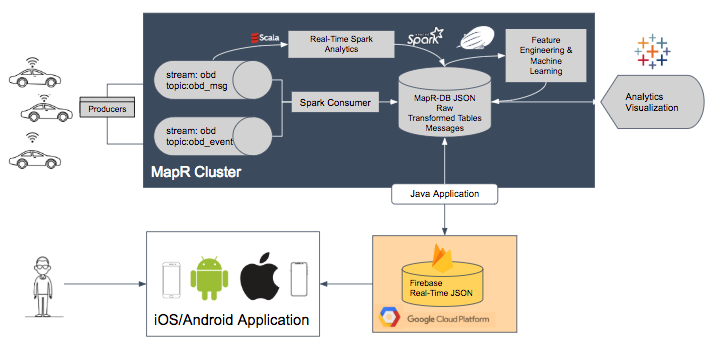 Scala
Real-Time Spark
Analytics
Spark
Feature
Engineering &
Machine
Learning
stream: obd
topic:obd_msg
Producers
Spark Consumer
MapR-DB JSON
Raw
Transformed Tables
Messages
Analytics
Visualization
stream: obd
topic:obd_event
MapR Cluster
Java Application
Firebase
Real-Time JSON
iOS/Android Application
Google Cloud Platform